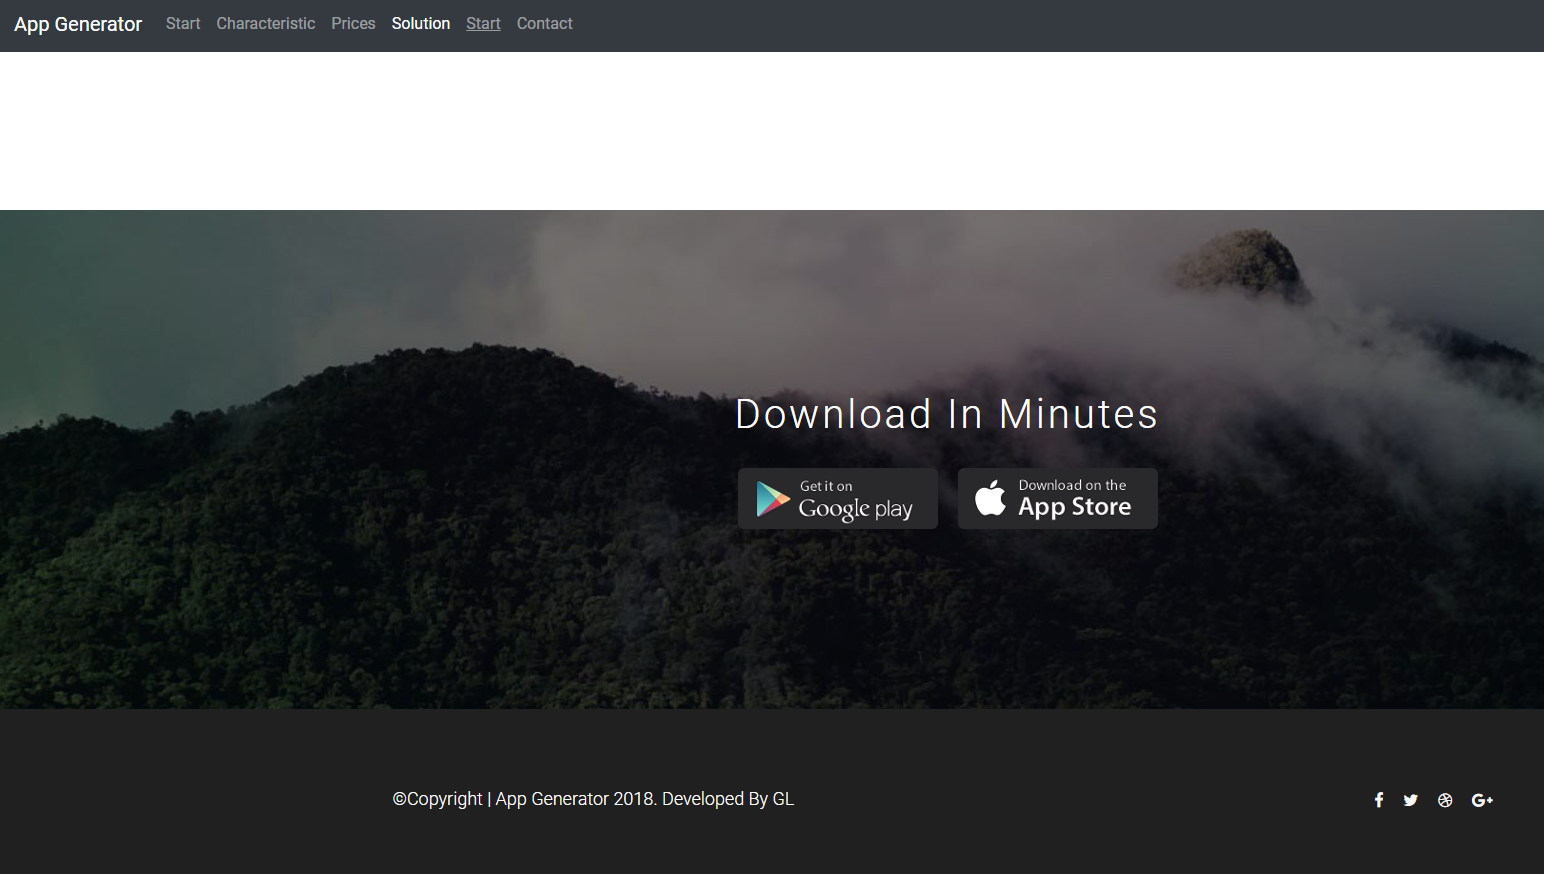 App Generator Start Characteristic Prices Solution Start Contact
Download In Minutes
Get it on
Google play
Download on the
App Store
©Copyright | App Generator 2018. Developed By GL
G+